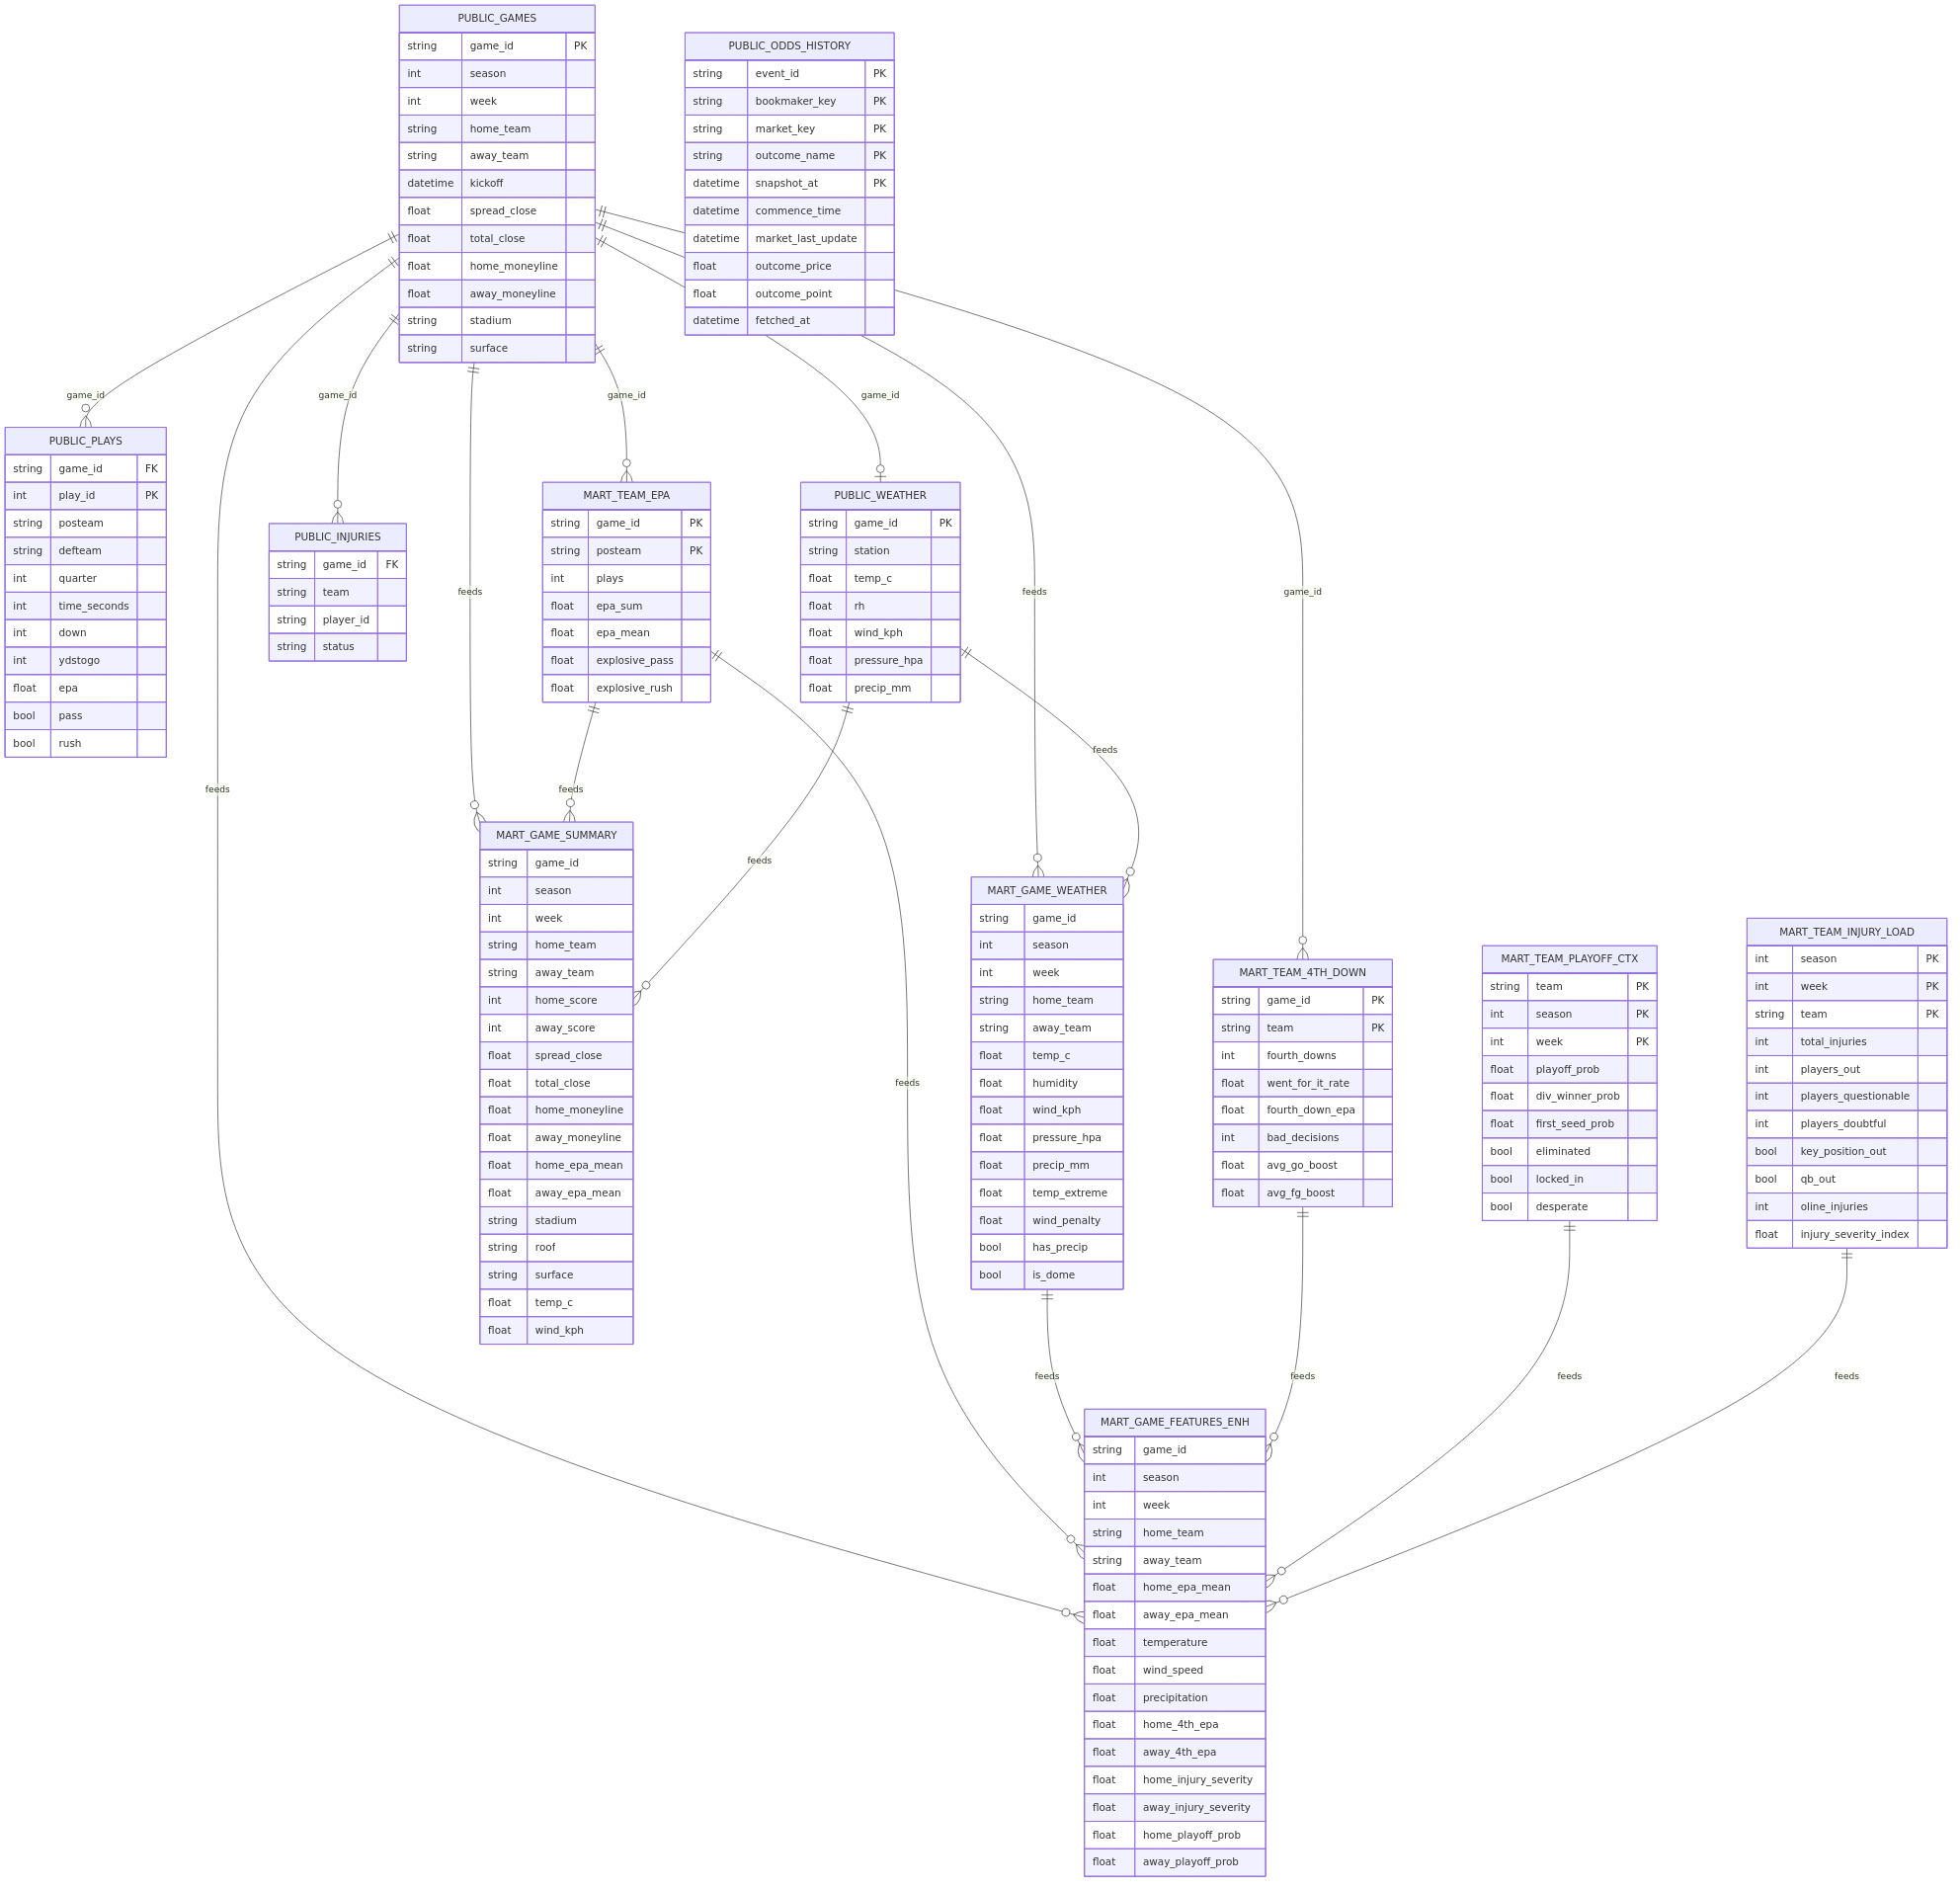 PUBLIC_GAMES
string game_id PK
int season
int week
string home_team
string away_team
datetime kickoff
float spread_close
float total_close
float home_moneyline
float away_moneyline
string stadium
string surface
PUBLIC_ODDS_HISTORY
string event_id PK
string bookmaker_key PK
string market_key PK
string outcome_name PK
datetime snapshot_at PK
datetime commence_time
datetime market_last_update
float outcome_price
float outcome_point
datetime fetched_at
game_id
game_id
game_id
game_id
PUBLIC_PLAYS
string game_id FK
int play_id PK
string posteam
string defteam
int quarter
int time_seconds
int down
int ydstogo
float epa
bool pass
bool rush
PUBLIC_INJURIES
string game_id FK
string team
string player_id
string status
MART_TEAM_EPA
string game_id PK
string posteam PK
int plays
float epa_sum
float epa_mean
float explosive_pass
float explosive_rush
PUBLIC_WEATHER
string game_id PK
string station
float temp_c
float rh
float wind_kph
float pressure_hpa
float precip_mm
feeds
feeds
game_id
feeds
feeds
feeds
feeds
MART_GAME_SUMMARY
string game_id
int season
int week
string home_team
string away_team
int home_score
int away_score
float spread_close
float total_close
float home_moneyline
float away_moneyline
float home_epa_mean
float away_epa_mean
string stadium
string roof
string surface
float temp_c
float wind_kph
feeds
MART_GAME_WEATHER
string game_id
int season
int week
string home_team
string away_team
float temp_c
float humidity
float wind_kph
float pressure_hpa
float precip_mm
float temp_extreme
float wind_penalty
bool has_precip
bool is_dome
MART_TEAM_4TH_DOWN
string game_id PK
string team PK
int fourth_downs
float went_for_it_rate
float fourth_down_epa
int bad_decisions
float avg_go_boost
float avg_fg_boost
MART_TEAM_PLAYOFF_CTX
string team PK
int season PK
int week PK
float playoff_prob
float div_winner_prob
float first_seed_prob
bool eliminated
bool locked_in
bool desperate
MART_TEAM_INJURY_LOAD
int season PK
int week PK
string team PK
int total_injuries
int players_out
int players_questionable
int players_doubtful
bool key_position_out
bool qb_out
int oline_injuries
float injury_severity_index
feeds
feeds
feeds
feeds
feeds
MART_GAME_FEATURES_ENH
string game_id
int season
int week
string home_team
string away_team
float home_epa_mean
float away_epa_mean
float temperature
float wind_speed
float precipitation
float home_4th_epa
float away_4th_epa
float home_injury_severity
float away_injury_severity
float home_playoff_prob
float away_playoff_prob